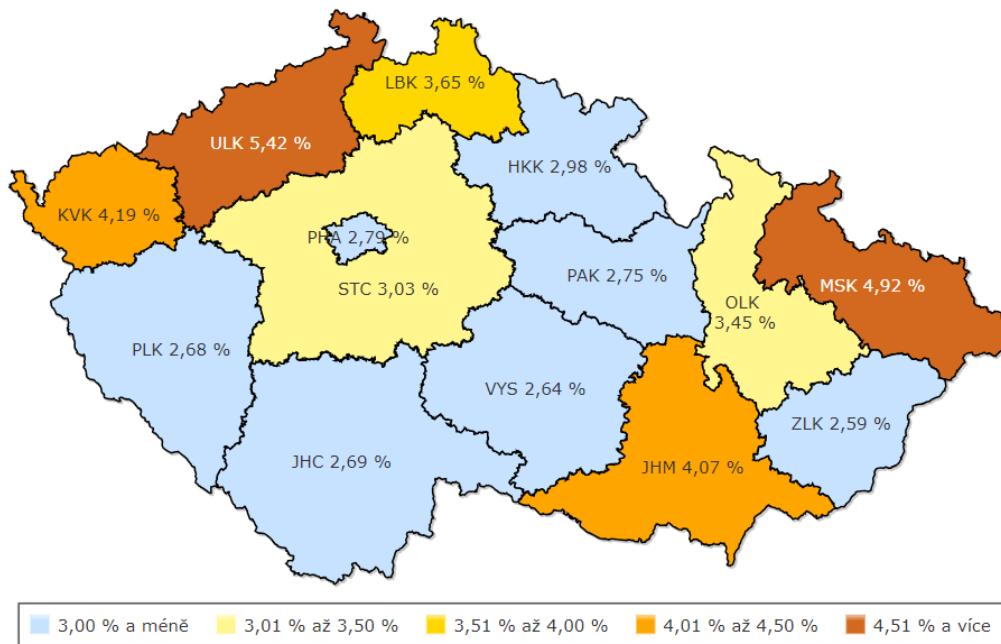 LBK 3,65 %
ULK 5,42 %
HKK 2,98 %
KVK 4,19 %
PHA 2,79 %
PAK 2,75 %
STC 3,03 %
MSK 4,92 %
OLK
3,45 %
PLK 2,68 %
VYS 2,64 %
ZLK 2,59 %
JHC 2,69 %
JHM 4,07 %
3,00 % a méně 3,01 % až 3,50 % 3,51 % až 4,00 % 4,01 % až 4,50 % 4,51 % a více